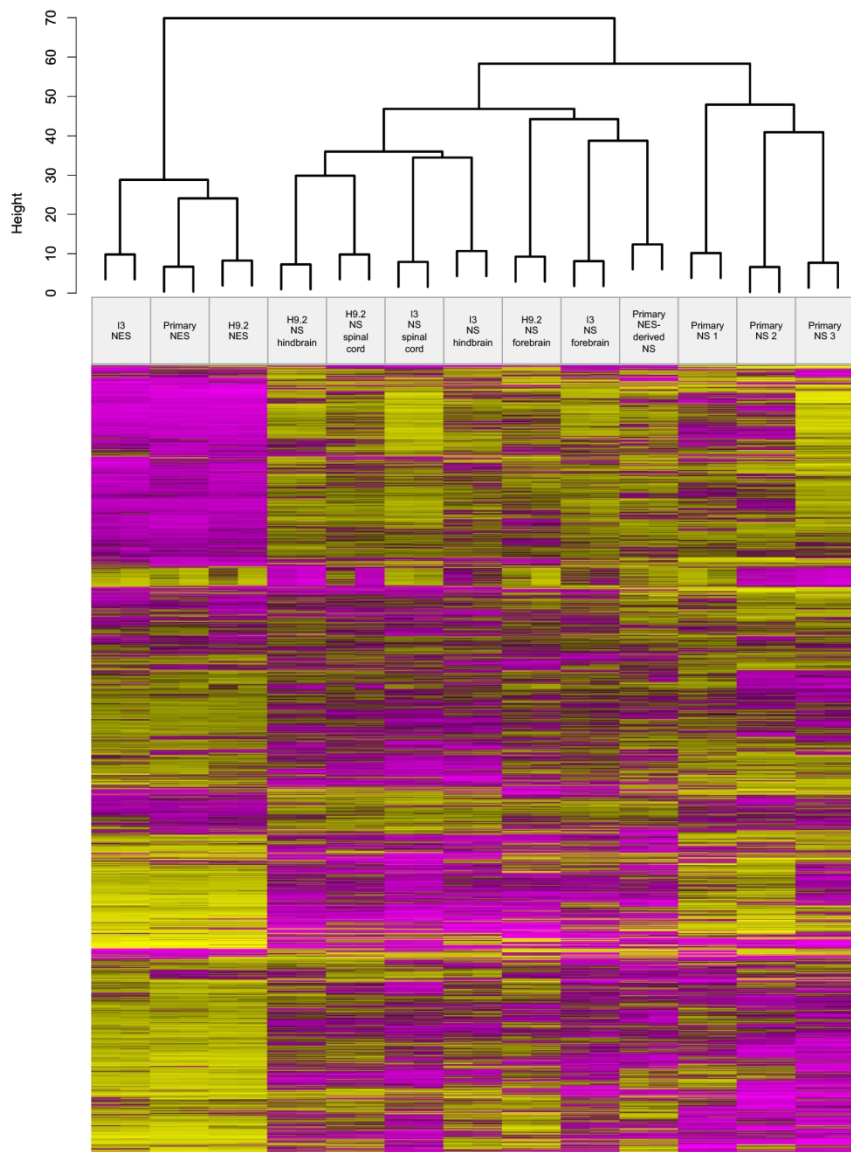 70
60
50
40
30
20
10
0
Height
I3
NES
Primary
NES
H9.2
NES
H9.2
NS
hindbrain
H9.2
NS
spinal
cord
I3
NS
spinal
cord
I3
NS
hindbrain
H9.2
NS
forebrain
I3
NS
forebrain
Primary
NES-
derived
NS
Primary
NS 1
Primary
NS 2
Primary
NS 3